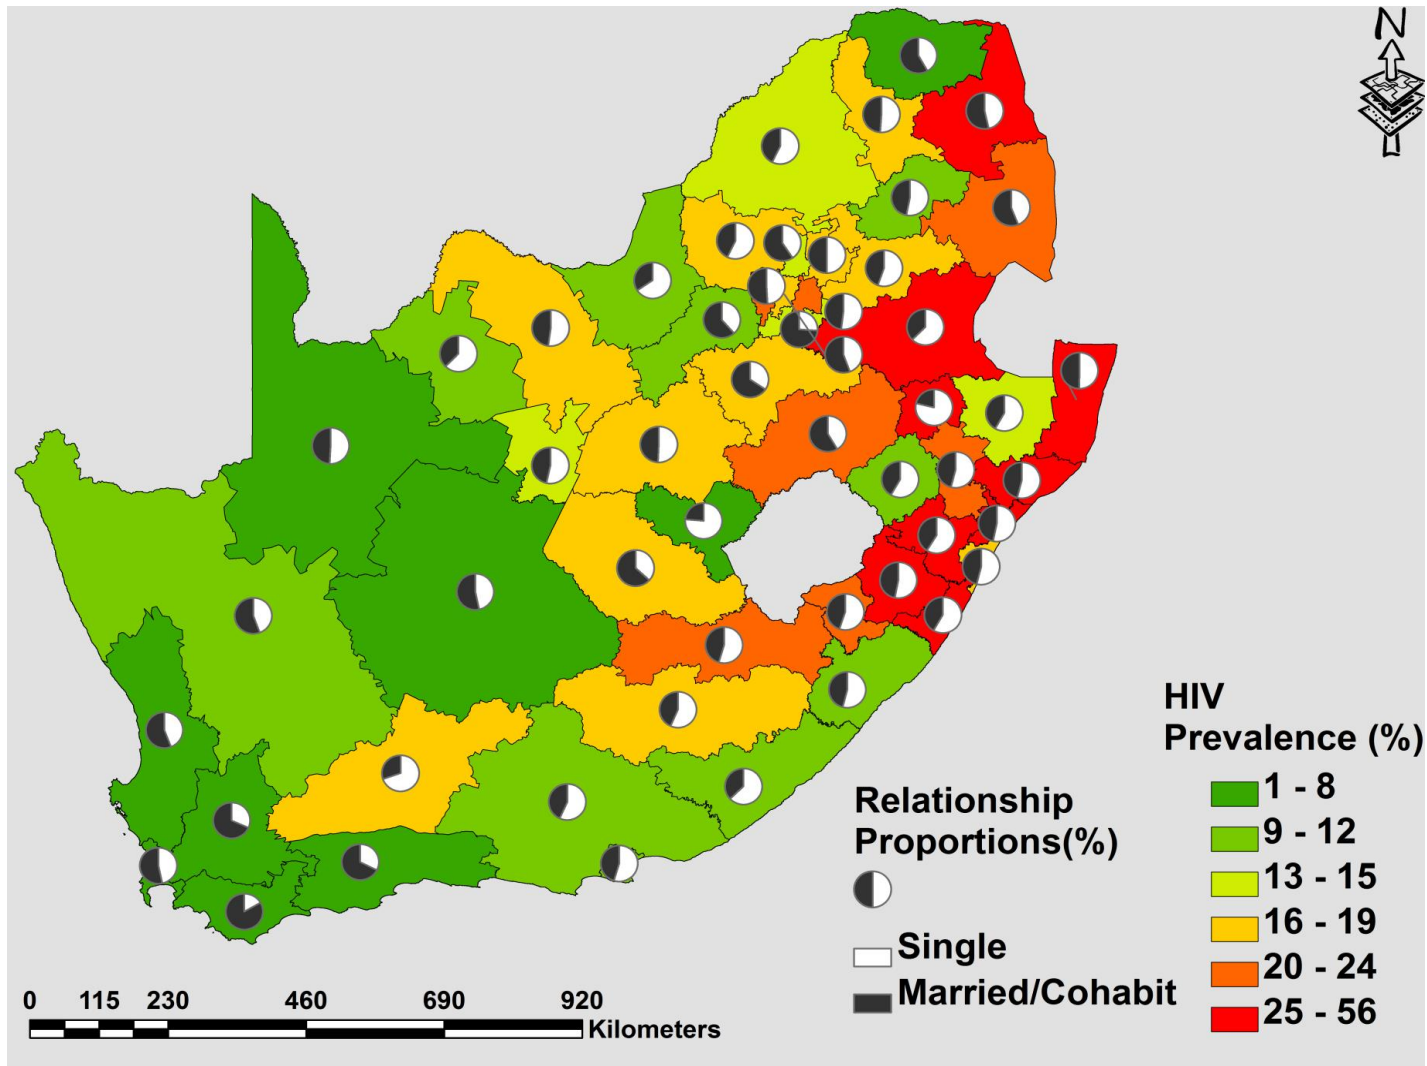 N
HIV
Prevalence (%)
1 - 8
9 - 12
13 - 15
16 - 19
20 - 24
25 - 56
Relationship
Proportions(%)
Single
Married/Cohabit
0 115 230 460 690 920
Kilometers